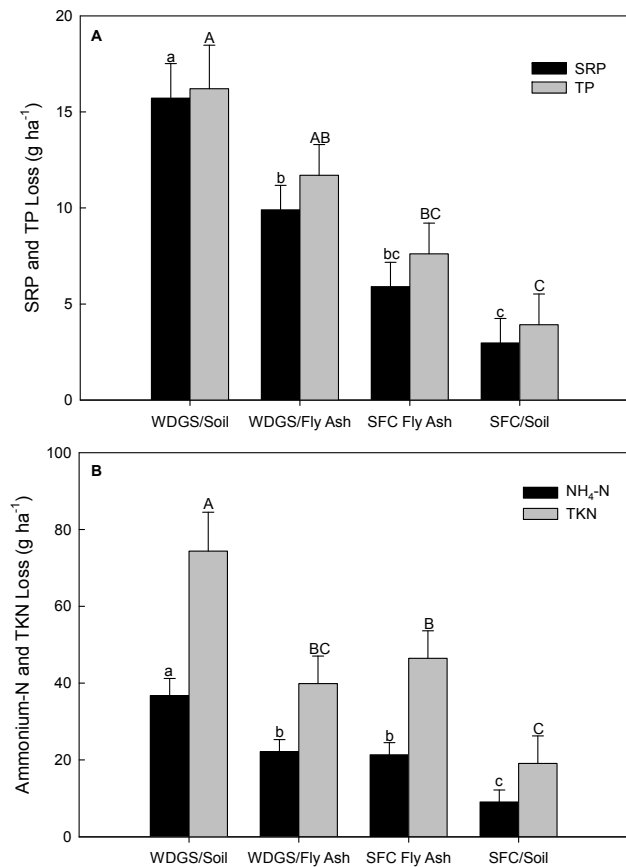 A
SRP and TP Loss (g ha⁻¹)
20
15
10
5
0
SRP
TP
a
A
b
AB
bc
BC
c
C
WDGS/Soil
WDGS/Fly Ash
SFC Fly Ash
SFC/Soil
B
Ammonium-N and TKN Loss (g ha⁻¹)
100
80
60
40
20
0
NH₄-N
TKN
a
A
b
BC
b
B
c
C
WDGS/Soil
WDGS/Fly Ash
SFC Fly Ash
SFC/Soil